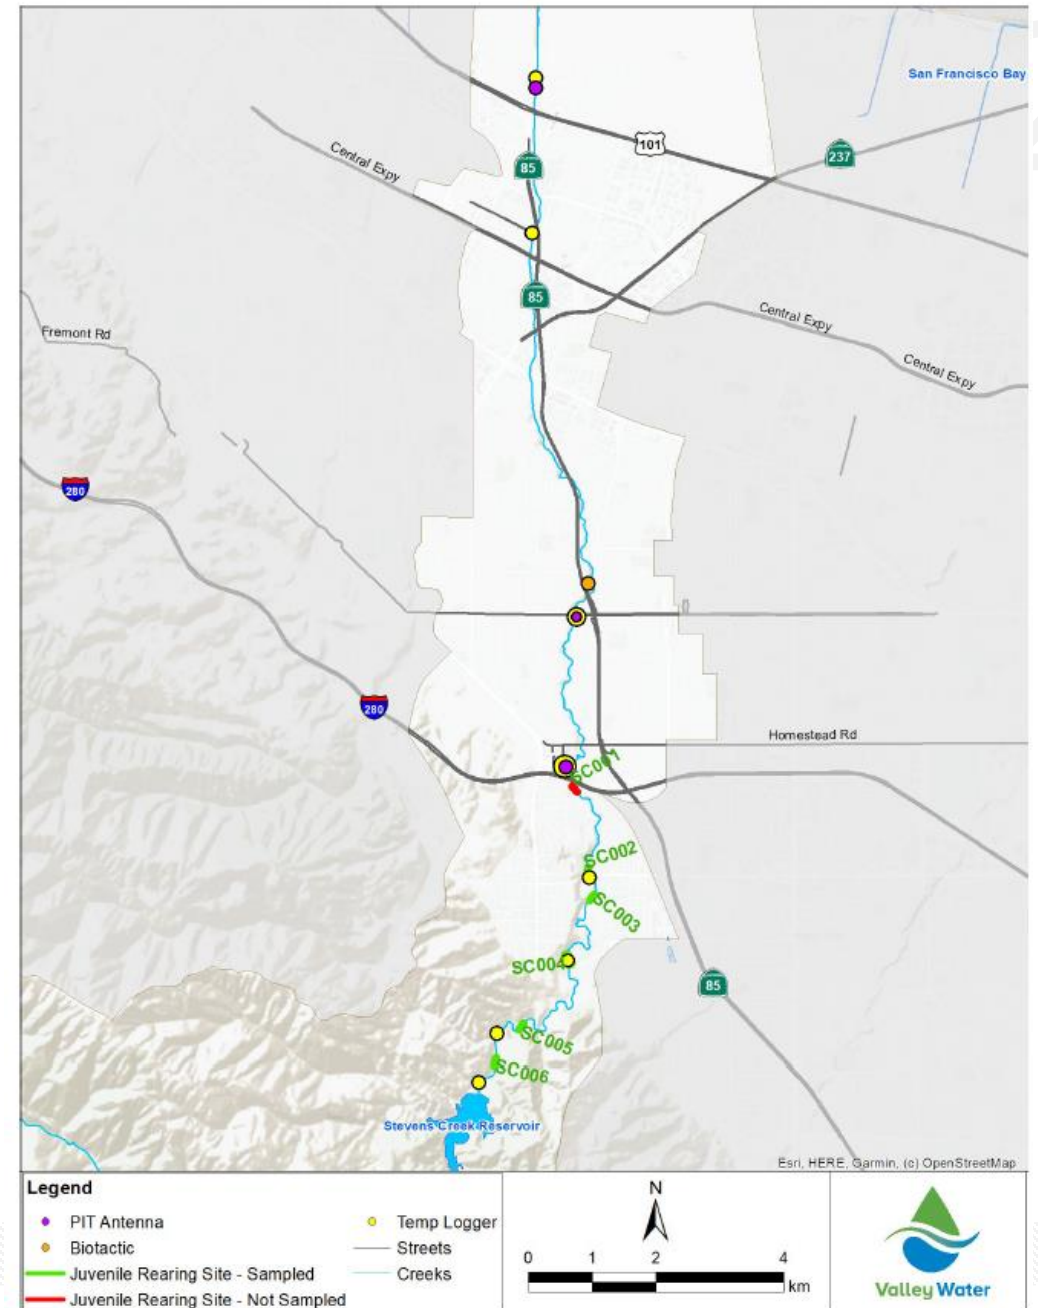 San Francisco Bay
101
237
85
Central Expy
85
Central Expy
Fremont Rd
Central Expy
280
280
Homestead Rd
SC001
SC002
SC003
SC004
85
SC005
SC006
Stevens Creek Reservoir
Esri, HERE, Garmin, (c) OpenStreetMap
Legend
PIT Antenna
Temp Logger
Biotactic
Streets
Juvenile Rearing Site - Sampled
Creeks
Juvenile Rearing Site - Not Sampled
N
0 1 2 4
km
Valley Water